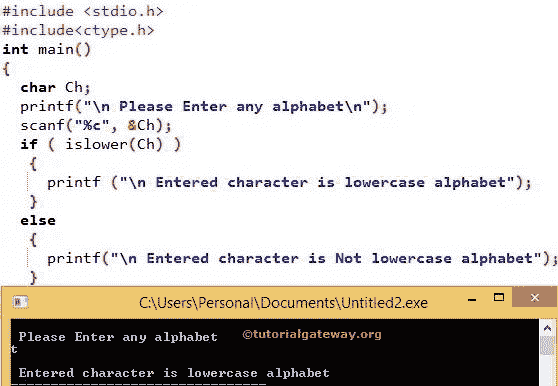 #include <stdio.h>
#include<ctype.h>
int main()
{
char Ch;
printf("\n Please Enter any alphabet\n");
scanf("%c", &Ch);
if ( islower(Ch) )
{
printf ("\n Entered character is lowercase alphabet");
}
else
{
printf("\n Entered character is Not lowercase alphabet");
}
C:\Users\Personal\Documents\Untitled2.exe
Please Enter any alphabet ©tutorialgateway.org
t
Entered character is lowercase alphabet